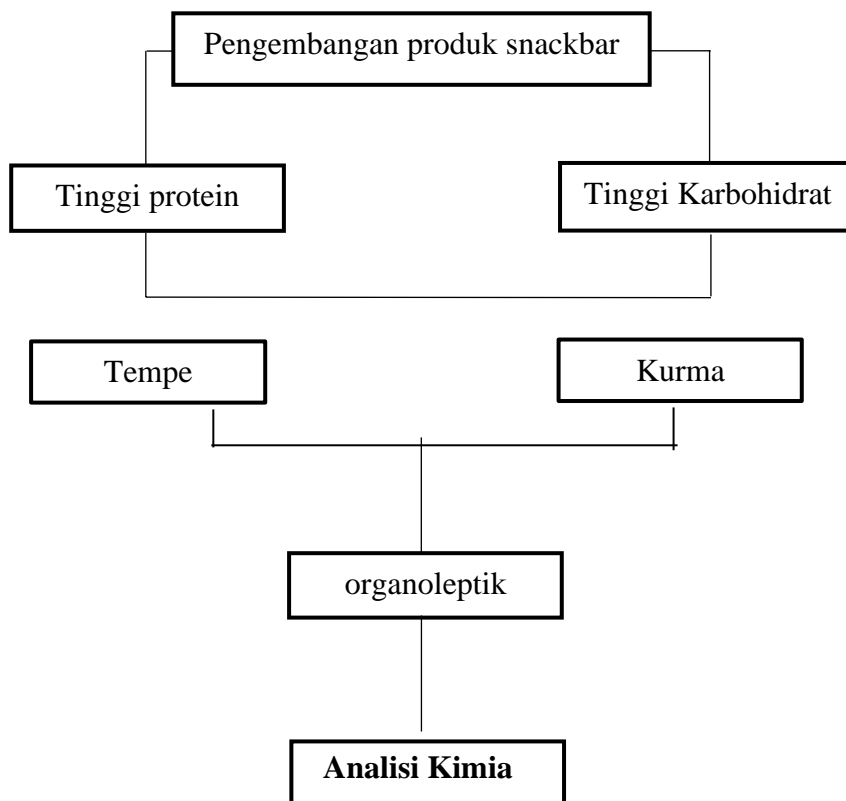 Pengembangan produk snackbar
Tinggi protein
Tinggi Karbohidrat
Tempe
Kurma
organoleptik
Analisi Kimia